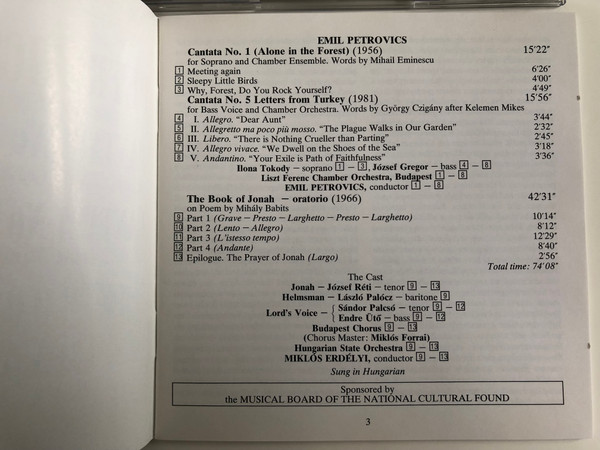 EMIL PETROVICS
Cantata No. 1 (Alone in the Forest) (1956) 15’22”
for Soprano and Chamber Ensemble. Words by Mihail Eminescu
1 Meeting again 6’26”
2 Sleepy Little Birds 4’00”
3 Why, Forest, Do You Rock Yourself? 4’49”
Cantata No. 5 Letters from Turkey (1981) 15’56”
for Bass Voice and Chamber Orchestra. Words by György Czigány after Kelemen Mikes
4 I. Allegro. “Dear Aunt” 3’44”
5 II. Allegretto ma poco più mosso. “The Plague Walks in Our Garden” 2’32”
6 III. Libero. “There is Nothing Crueller than Parting” 2’45”
7 IV. Allegro vivace. “We Dwell on the Shoes of the Sea” 3’18”
8 V. Andantino. “Your Exile is Path of Faithfulness” 3’36”
Ilona Tokody – soprano 1 – 3, József Gregor – bass 4 – 8
Liszt Ferenc Chamber Orchestra, Budapest 1 – 8
EMIL PETROVICS, conductor 1 – 8
The Book of Jonah – oratorio (1966) 42’31”
on Poem by Mihály Babits
9 Part 1 (Grave – Presto – Larghetto – Presto – Larghetto) 10’14”
10 Part 2 (Lento – Allegro) 8’12”
11 Part 3 (L’istesso tempo) 12’29”
12 Part 4 (Andante) 8’40”
13 Epilogue. The Prayer of Jonah (Largo) 2’56”
Total time: 74’08”
The Cast
Jonah – József Réti – tenor 9 – 13
Helmsman – László Palócz – baritone 9
Lord’s Voice – { Sándor Palcsó – tenor 9 – 12
Endre Ütő – bass 9 – 12
Budapest Chorus 9 – 13
(Chorus Master: Miklós Forrai)
Hungarian State Orchestra 9 – 13
MIKLÓS ERDÉLYI, conductor 9 – 13
Sung in Hungarian
Sponsored by
the MUSICAL BOARD OF THE NATIONAL CULTURAL FOUND
3